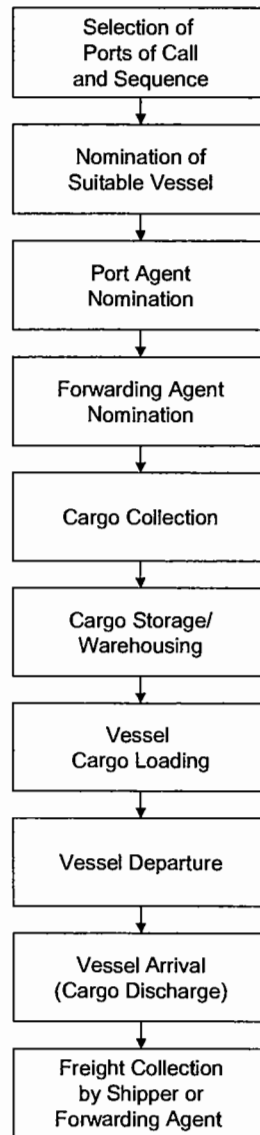 Selection of
Ports of Call
and Sequence
Nomination of
Suitable Vessel
Port Agent
Nomination
Forwarding Agent
Nomination
Cargo Collection
Cargo Storage/
Warehousing
Vessel
Cargo Loading
Vessel Departure
Vessel Arrival
(Cargo Discharge)
Freight Collection
by Shipper or
Forwarding Agent